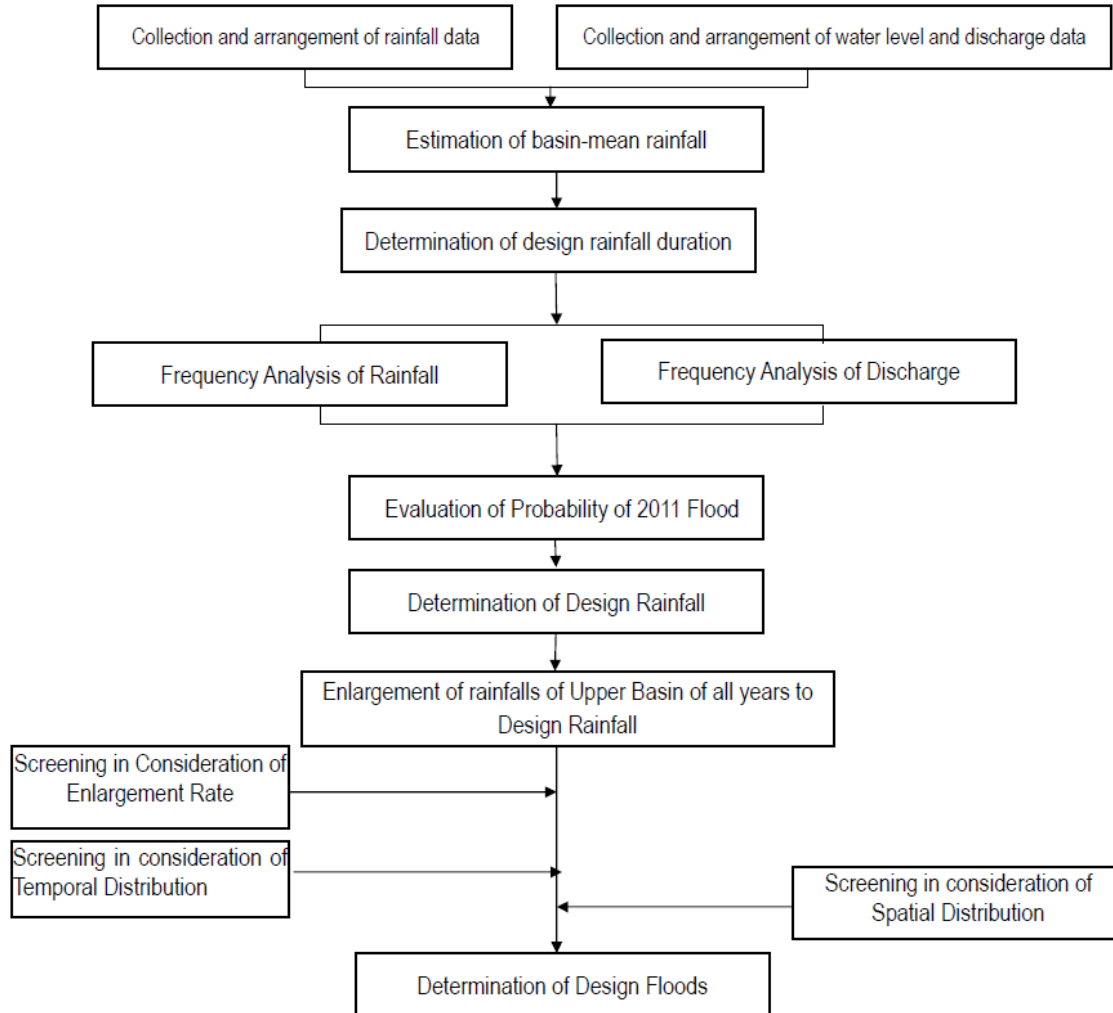 Collection and arrangement of rainfall data
Collection and arrangement of water level and discharge data
Estimation of basin-mean rainfall
Determination of design rainfall duration
Frequency Analysis of Rainfall
Frequency Analysis of Discharge
Evaluation of Probability of 2011 Flood
Determination of Design Rainfall
Enlargement of rainfalls of Upper Basin of all years to
Design Rainfall
Screening in Consideration of
Enlargement Rate
Screening in consideration of
Temporal Distribution
Screening in consideration of
Spatial Distribution
Determination of Design Floods